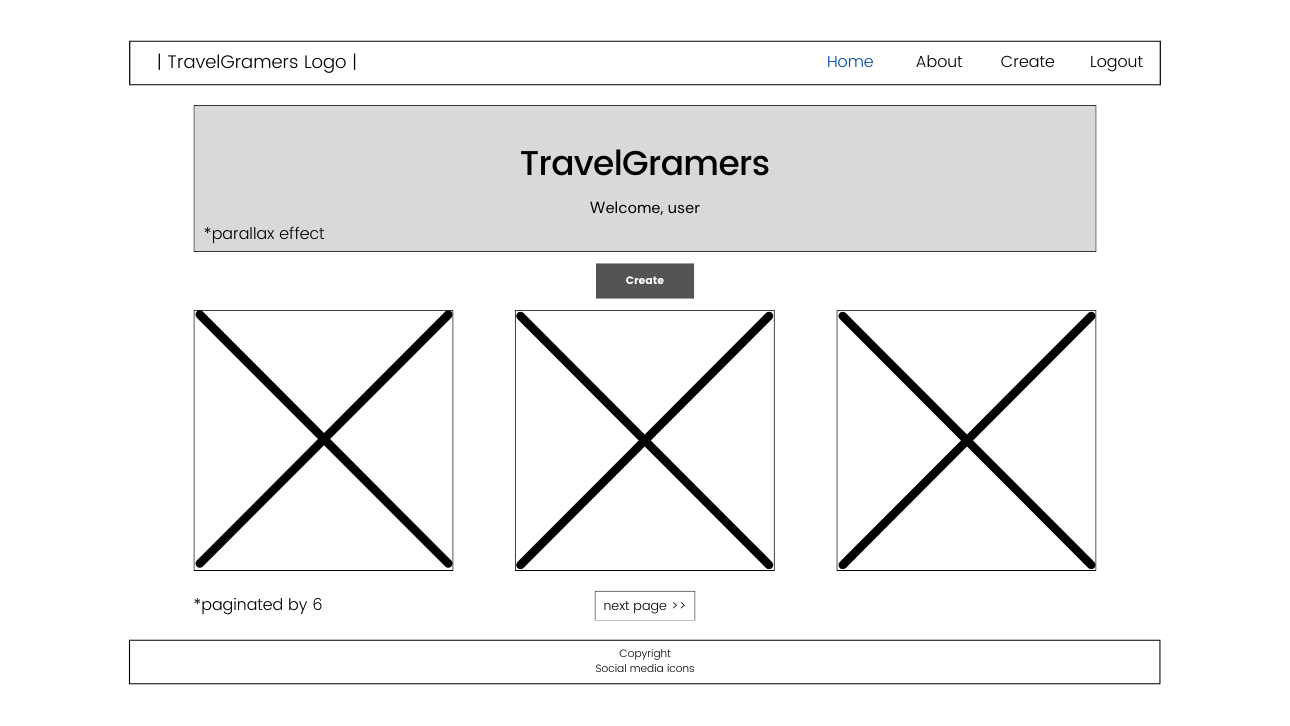 | TravelGramers Logo | Home About Create Logout
TravelGramers
Welcome, user
*parallax effect
Create
*paginated by 6
next page >>
Copyright
Social media icons